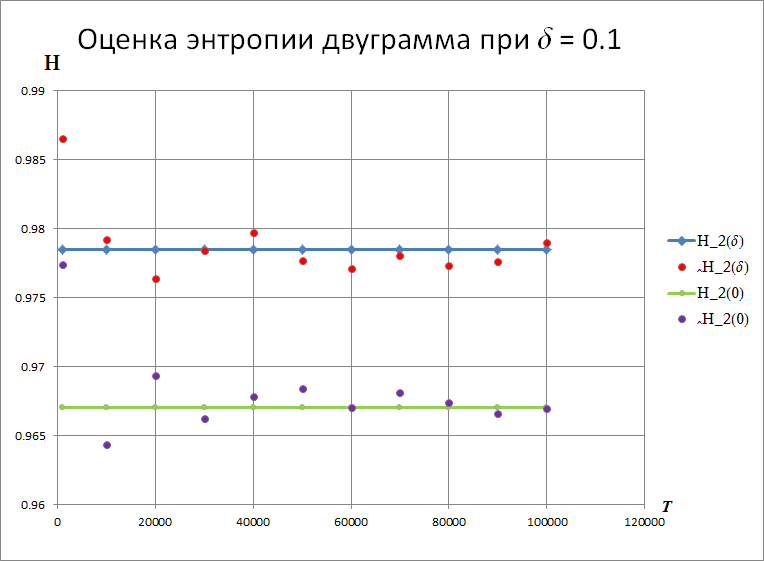 Оценка энтропии двуграмма при δ = 0.1
H
0.99
0.985
0.98
0.975
0.97
0.965
0.96
0 20000 40000 60000 80000 100000 120000
T
H_2(δ)
^H_2(δ)
H_2(0)
^H_2(0)